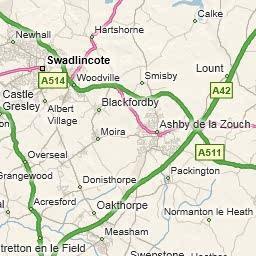 Calke
Newhall
Hartshorne
Swadlincote
Lount
A514
Woodville
Smisby
A42
Castle
Gresley
Albert
Village
Blackfordby
Moira
Ashby de la Zouch
A511
Overseal
Packington
Grangewood
Donisthorpe
Acresford
Oakthorpe
Normanton le Heath
Measham
tretton en le Field
Swepstone